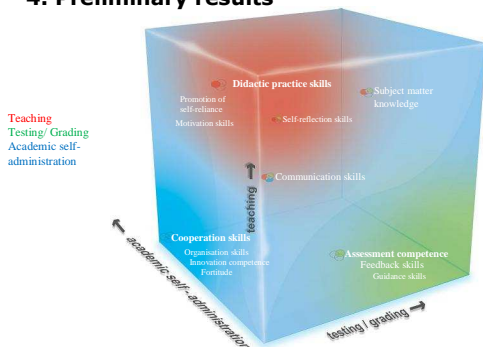 4. Preliminary results
Didactic practice skills
Promotion of
self-reliance
Motivation skills
Subject matter
knowledge
Self-reflection skills
Teaching
Testing/ Grading
Academic self-
administration
Communication skills
teaching
Cooperation skills
Organisation skills
Innovation competence
Fortitude
Assessment competence
Feedback skills
Guidance skills
academic self - administration
testing / grading